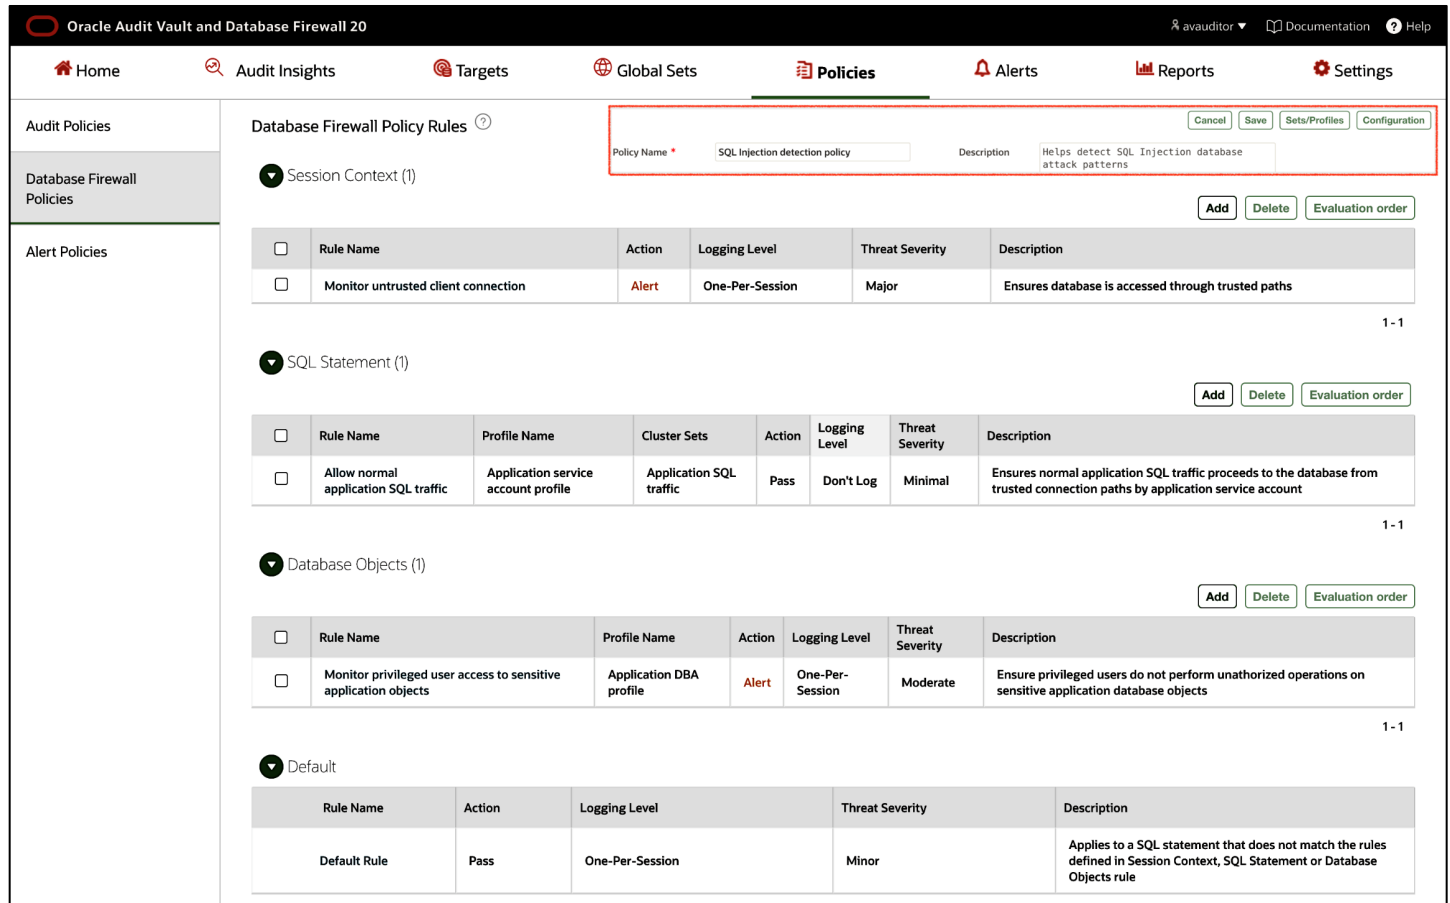 Oracle Audit Vault and Database Firewall 20
avauditor ▼ Documentation ? Help
Home Audit Insights Targets Global Sets Policies Alerts Reports Settings
Audit Policies
Database Firewall
Policies
Alert Policies
Database Firewall Policy Rules ?
Cancel Save Sets/Profiles Configuration
Policy Name * SQL Injection detection policy Description Helps detect SQL Injection database
attack patterns
Session Context (1)
Add Delete Evaluation order
Rule Name Action Logging Level Threat Severity Description
Monitor untrusted client connection Alert One-Per-Session Major Ensures database is accessed through trusted paths
1 - 1
SQL Statement (1)
Add Delete Evaluation order
Rule Name Profile Name Cluster Sets Action Logging
Level Threat
Severity Description
Allow normal
application SQL traffic Application service
account profile Application SQL
traffic Pass Don't Log Minimal Ensures normal application SQL traffic proceeds to the database from
trusted connection paths by application service account
1 - 1
Database Objects (1)
Add Delete Evaluation order
Rule Name Profile Name Action Logging Level Threat
Severity Description
Monitor privileged user access to sensitive
application objects Application DBA
profile Alert One-Per-
Session Moderate Ensure privileged users do not perform unathorized operations on
sensitive application database objects
1 - 1
Default
Rule Name Action Logging Level Threat Severity Description
Default Rule Pass One-Per-Session Minor Applies to a SQL statement that does not match the rules
defined in Session Context, SQL Statement or Database
Objects rule